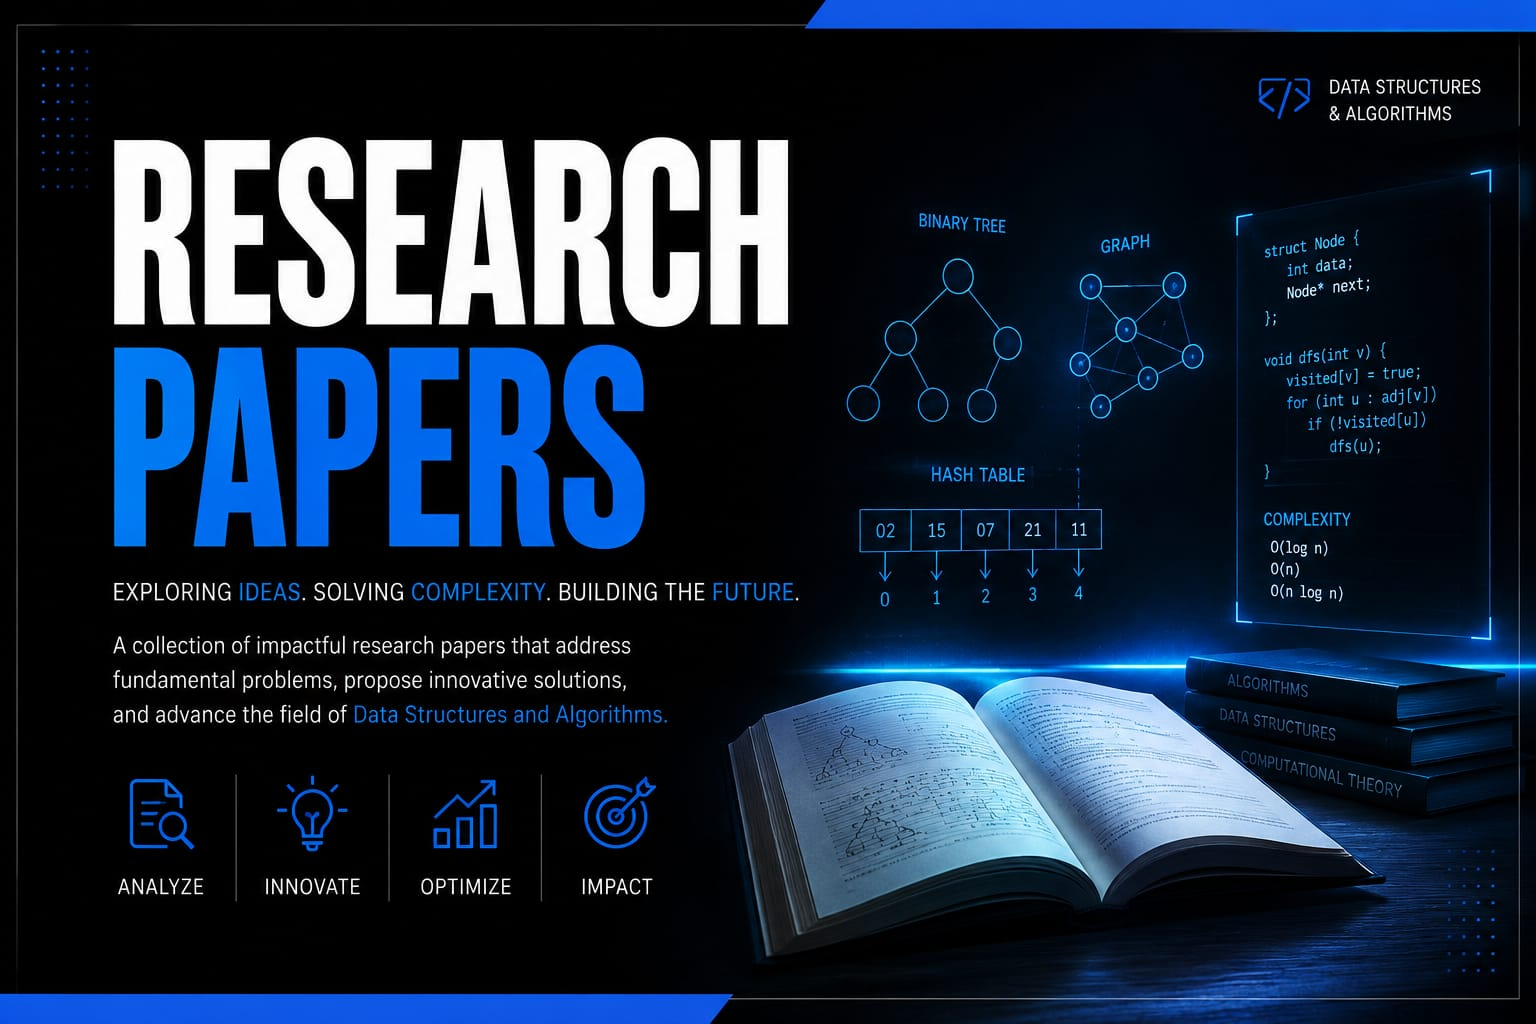 DATA STRUCTURES
& ALGORITHMS
RESEARCH
PAPERS
EXPLORING IDEAS. SOLVING COMPLEXITY. BUILDING THE FUTURE.
A collection of impactful research papers that address
fundamental problems, propose innovative solutions,
and advance the field of Data Structures and Algorithms.
ANALYZE
INNOVATE
OPTIMIZE
IMPACT
BINARY TREE
GRAPH
HASH TABLE
02 15 07 21 11
0 1 2 3 4
struct Node {
int data;
Node* next;
};
void dfs(int v) {
visited[v] = true;
for (int u : adj[v])
if (!visited[u])
dfs(u);
}
COMPLEXITY
O(log n)
O(n)
O(n log n)
ALGORITHMS
DATA STRUCTURES
COMPUTATIONAL THEORY